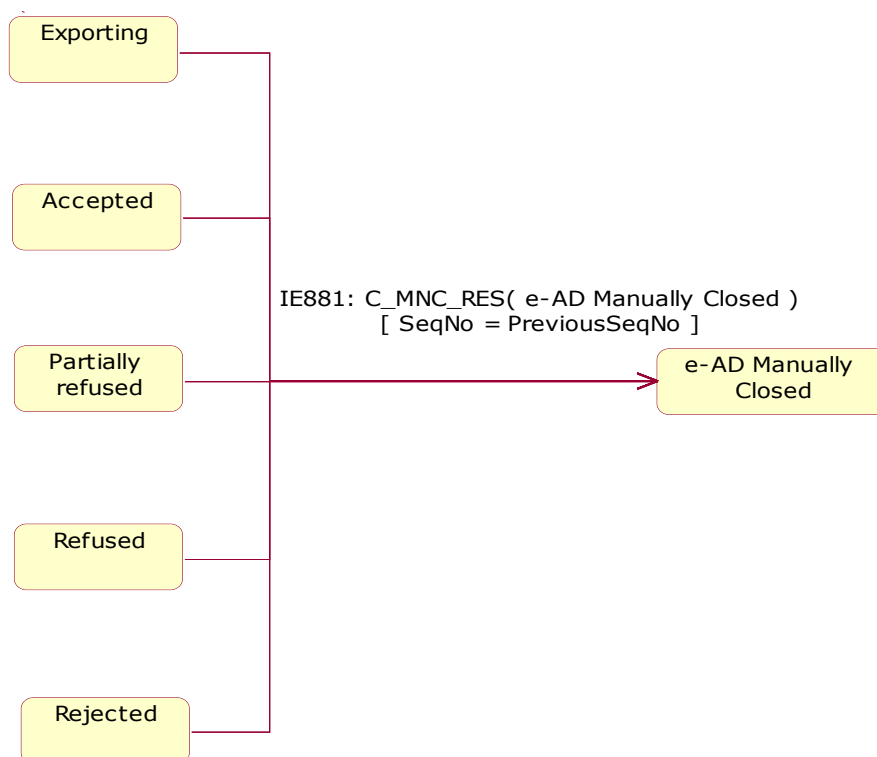 Exporting
Accepted
IE881: C_MNC_RES( e-AD Manually Closed )
[ SeqNo = PreviousSeqNo ]
Partially
refused
e-AD Manually
Closed
Refused
Rejected